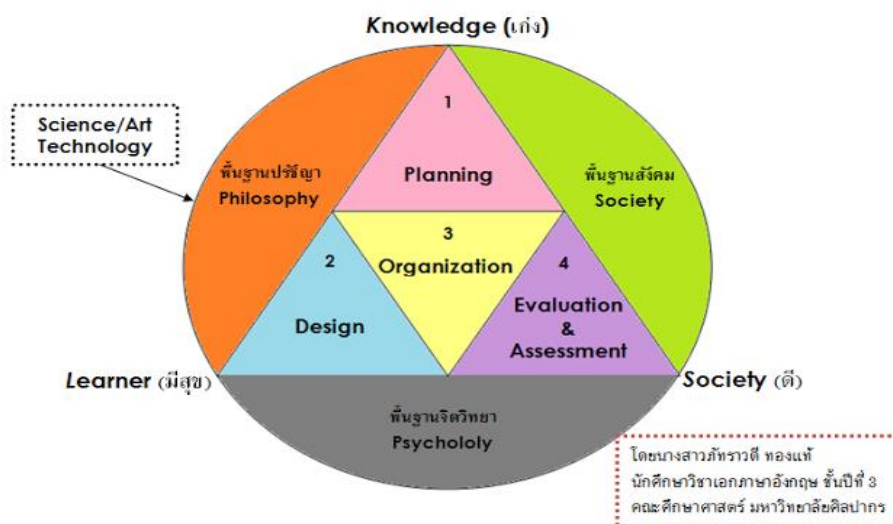 Knowledge (เก่ง)
Science/Art
Technology
พื้นฐานปรัชญา
Philosophy
1
Planning
พื้นฐานสังคม
Society
2
Design
3
Organization
4
Evaluation
&
Assessment
Learner (มีสุข)
Society (ดี)
พื้นฐานจิตวิทยา
Psychololy
โดยนางสาวภัทราวดี ทองแท้
นักศึกษาวิชาเอกภาษาอังกฤษ ชั้นปีที่ 3
คณะศึกษาศาสตร์ มหาวิทยาลัยศิลปากร